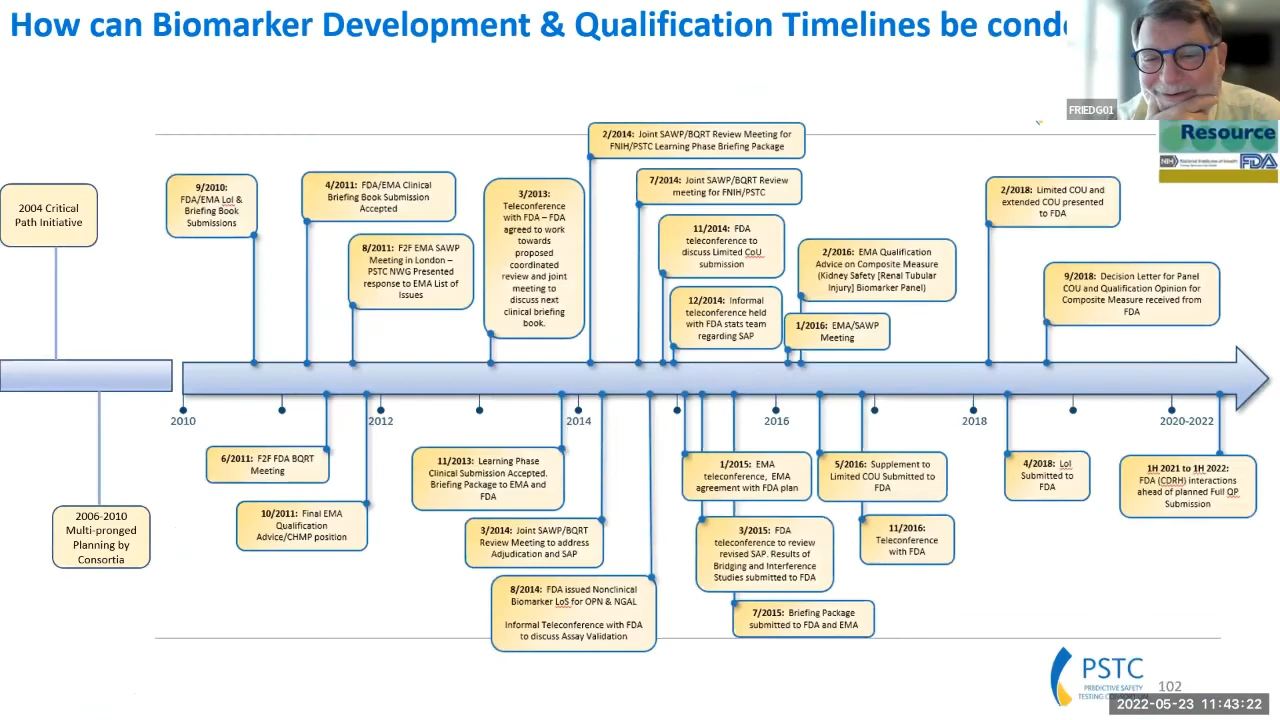 How can Biomarker Development & Qualification Timelines be cond
FRIEDG01
Resource
NIH
FDA
2004 Critical
Path Initiative
9/2010:
FDA/EMA LoI &
Briefing Book
Submissions
4/2011: FDA/EMA Clinical
Briefing Book Submission
Accepted
8/2011: F2F EMA SAWP
Meeting in London –
PSTC NWG Presented
response to EMA List of
Issues
3/2013:
Teleconference
with FDA – FDA
agreed to work
towards
proposed
coordinated
review and joint
meeting to
discuss next
clinical briefing
book.
2/2014: Joint SAWP/BQRT Review Meeting for
FNIH/PSTC Learning Phase Briefing Package
7/2014: Joint SAWP/BQRT Review
meeting for FNIH/PSTC
11/2014: FDA
teleconference to
discuss Limited CoU
submission
12/2014: Informal
teleconference held
with FDA stats team
regarding SAP
2/2016: EMA Qualification
Advice on Composite Measure
(Kidney Safety [Renal Tubular
Injury] Biomarker Panel)
1/2016: EMA/SAWP
Meeting
2/2018: Limited COU and
extended COU presented
to FDA
9/2018: Decision Letter for Panel
COU and Qualification Opinion for
Composite Measure received from
FDA
2010
2012
2014
2016
2018
2020-2022
2006-2010
Multi-pronged
Planning by
Consortia
6/2011: F2F FDA BQRT
Meeting
10/2011: Final EMA
Qualification
Advice/CHMP position
11/2013: Learning Phase
Clinical Submission Accepted.
Briefing Package to EMA and
FDA
3/2014: Joint SAWP/BQRT
Review Meeting to address
Adjudication and SAP
8/2014: FDA issued Nonclinical
Biomarker LoS for OPN & NGAL
Informal Teleconference with FDA
to discuss Assay Validation
1/2015: EMA
teleconference, EMA
agreement with FDA plan
3/2015: FDA
teleconference to review
revised SAP. Results of
Bridging and Interference
Studies submitted to FDA
7/2015: Briefing Package
submitted to FDA and EMA
5/2016: Supplement to
Limited COU Submitted to
FDA
11/2016:
Teleconference
with FDA
4/2018: LoI
Submitted to
FDA
1H 2021 to 1H 2022:
FDA (CDRH) interactions
ahead of planned Full QP
Submission
PSTC
PREDICTIVE SAFETY
TESTING CONSORTIUM
102
2022-05-23 11:43:22